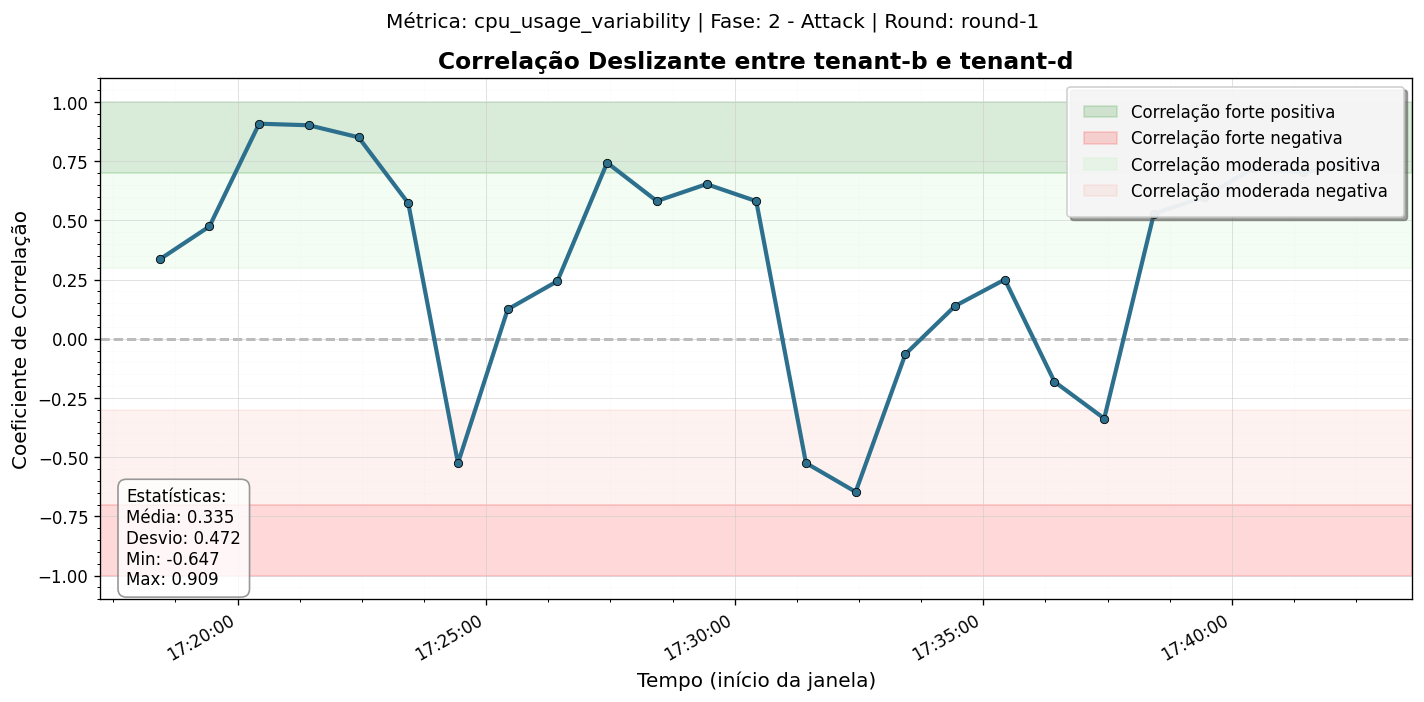 Métrica: cpu_usage_variability | Fase: 2 - Attack | Round: round-1
Correlação Deslizante entre tenant-b e tenant-d
Coeficiente de Correlação
1.00
0.75
0.50
0.25
0.00
−0.25
−0.50
−0.75
−1.00
Correlação forte positiva
Correlação forte negativa
Correlação moderada positiva
Correlação moderada negativa
Estatísticas:
Média: 0.335
Desvio: 0.472
Min: -0.647
Max: 0.909
17:20:00
17:25:00
17:30:00
17:35:00
17:40:00
Tempo (início da janela)